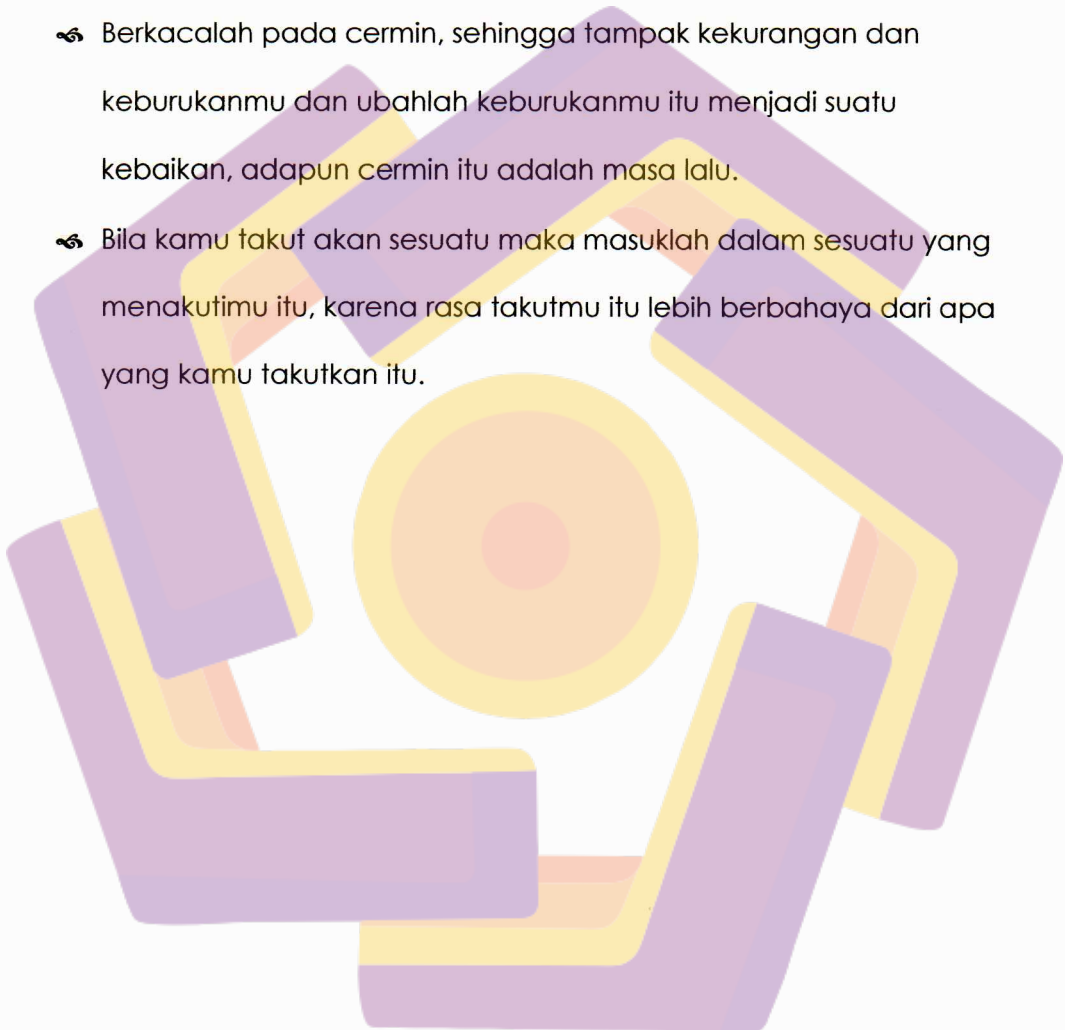 Berkacalah pada cermin, sehingga tampak kekurangan dan
keburukanmu dan ubahlah keburukanmu itu menjadi suatu
kebaikan, adapun cermin itu adalah masa lalu.
Bila kamu takut akan sesuatu maka masuklah dalam sesuatu yang
menakutimu itu, karena rasa takutmu itu lebih berbahaya dari apa
yang kamu takutkan itu.